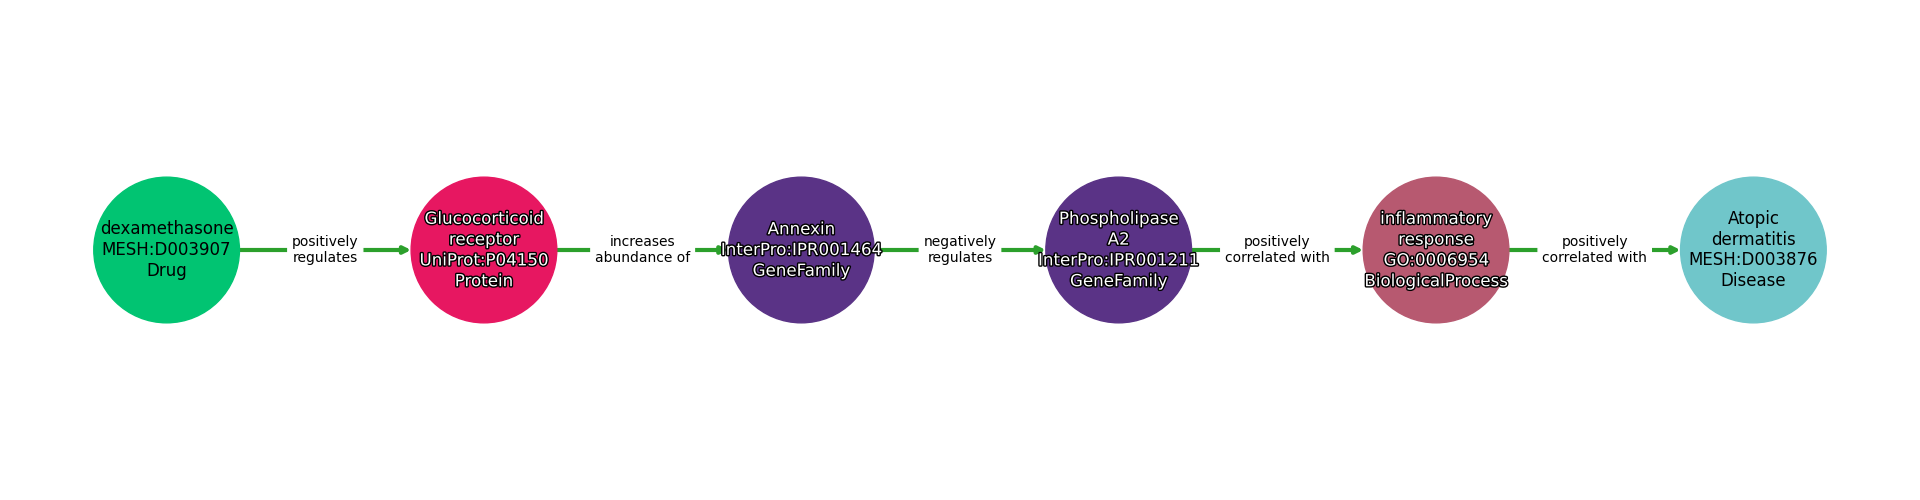 dexamethasone
MESH:D003907
Drug
positively
regulates
Glucocorticoid
receptor
UniProt:P04150
Protein
increases
abundance of
Annexin
InterPro:IPR001464
GeneFamily
negatively
regulates
Phospholipase
A2
InterPro:IPR001211
GeneFamily
positively
correlated with
inflammatory
response
GO:0006954
BiologicalProcess
positively
correlated with
Atopic
dermatitis
MESH:D003876
Disease